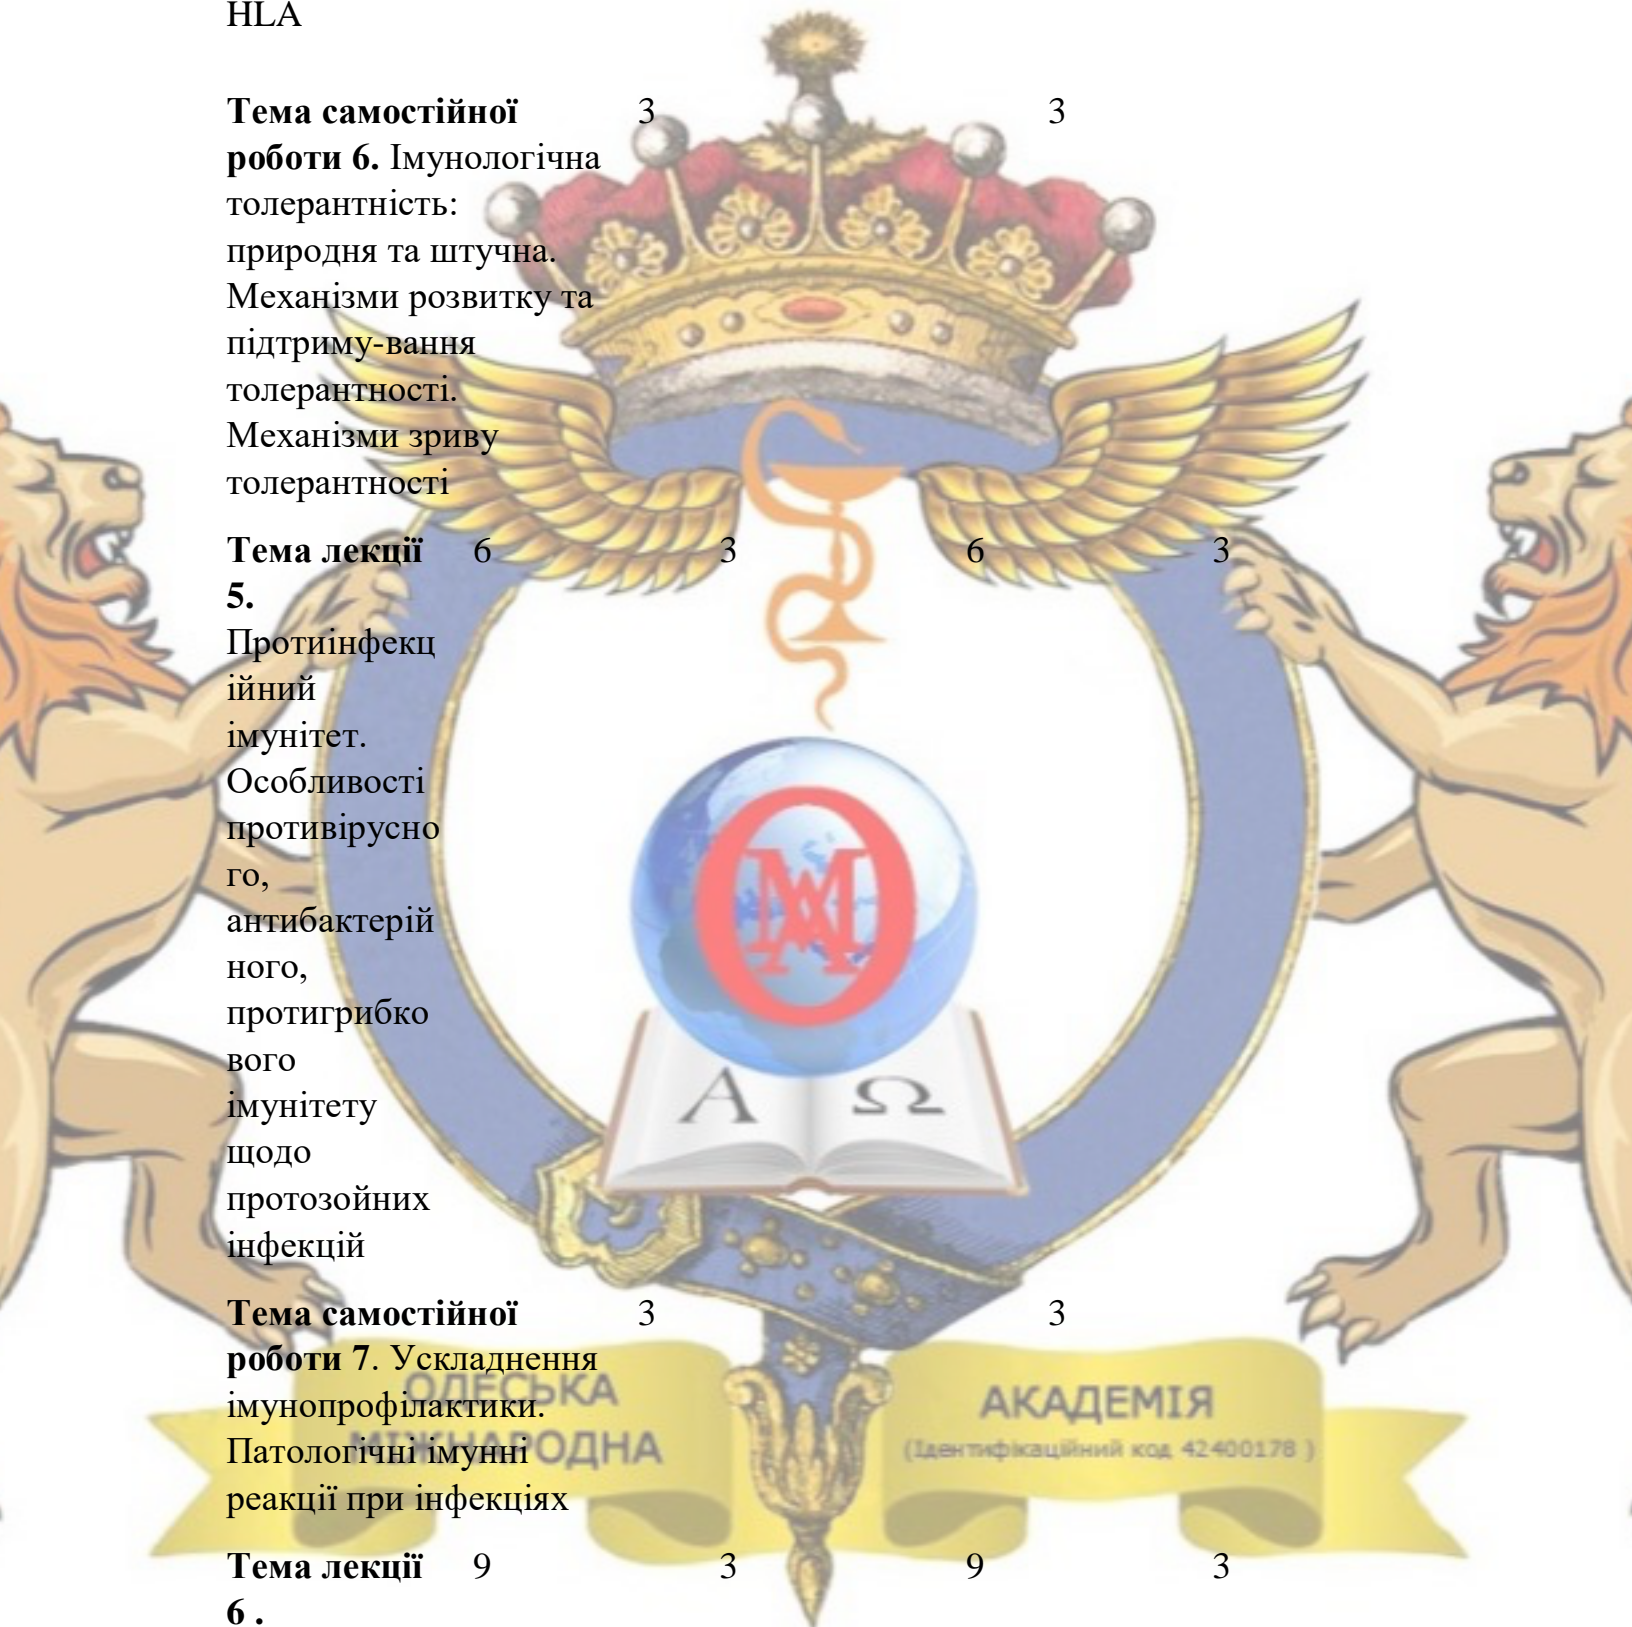 HLA
Тема самостійної 3 3
роботи 6. Імунологічна
толерантність:
природня та штучна.
Механізми розвитку та
підтриму-вання
толерантності.
Механізми зриву
толерантності
Тема лекції 6 3 6 3
5.
Протиінфекц
ійний
імунітет.
Особливості
противірусно
го,
антибактерій
ного,
протигрибко
вого
імунітету
щодо
протозойних
інфекцій
Тема самостійної 3 3
роботи 7. Ускладнення
імунопрофілактики.
Патологічні імунні
реакції при інфекціях
Тема лекції 9 3 9 3
6 .
Α Ω
ОДЕСЬКА
МІЖНАРОДНА
АКАДЕМІЯ
(Ідентифікаційний код 42400178 )